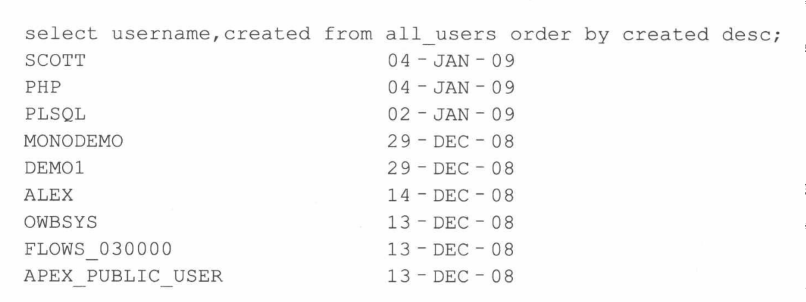 select username,created from all_users order by created desc;
SCOTT 04-JAN-09
PHP 04-JAN-09
PLSQL 02-JAN-09
MONODEMO 29-DEC-08
DEMO1 29-DEC-08
ALEX 14-DEC-08
OWBSYS 13-DEC-08
FLOWS_030000 13-DEC-08
APEX_PUBLIC_USER 13-DEC-08